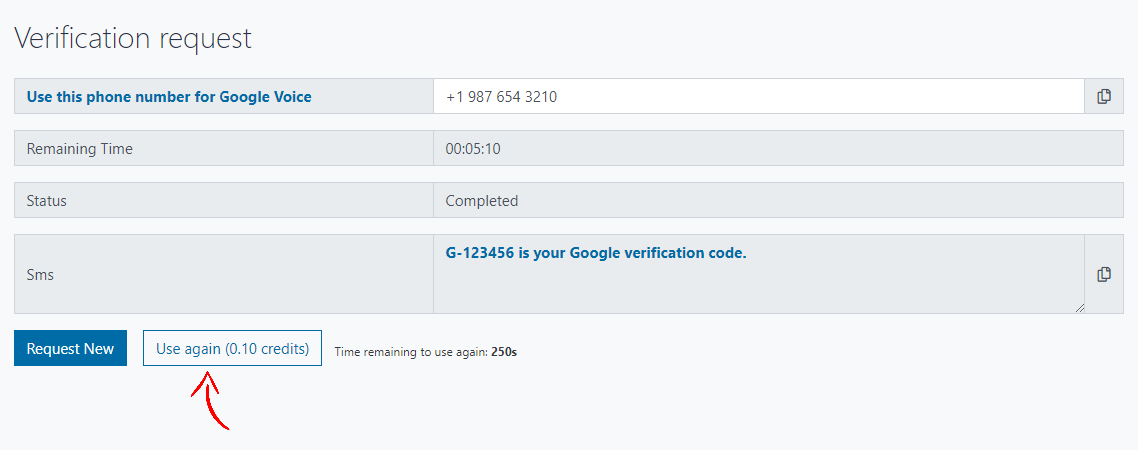 Verification request
Use this phone number for Google Voice +1 987 654 3210
Remaining Time 00:05:10
Status Completed
Sms G-123456 is your Google verification code.
Request New Use again (0.10 credits) Time remaining to use again: 250s